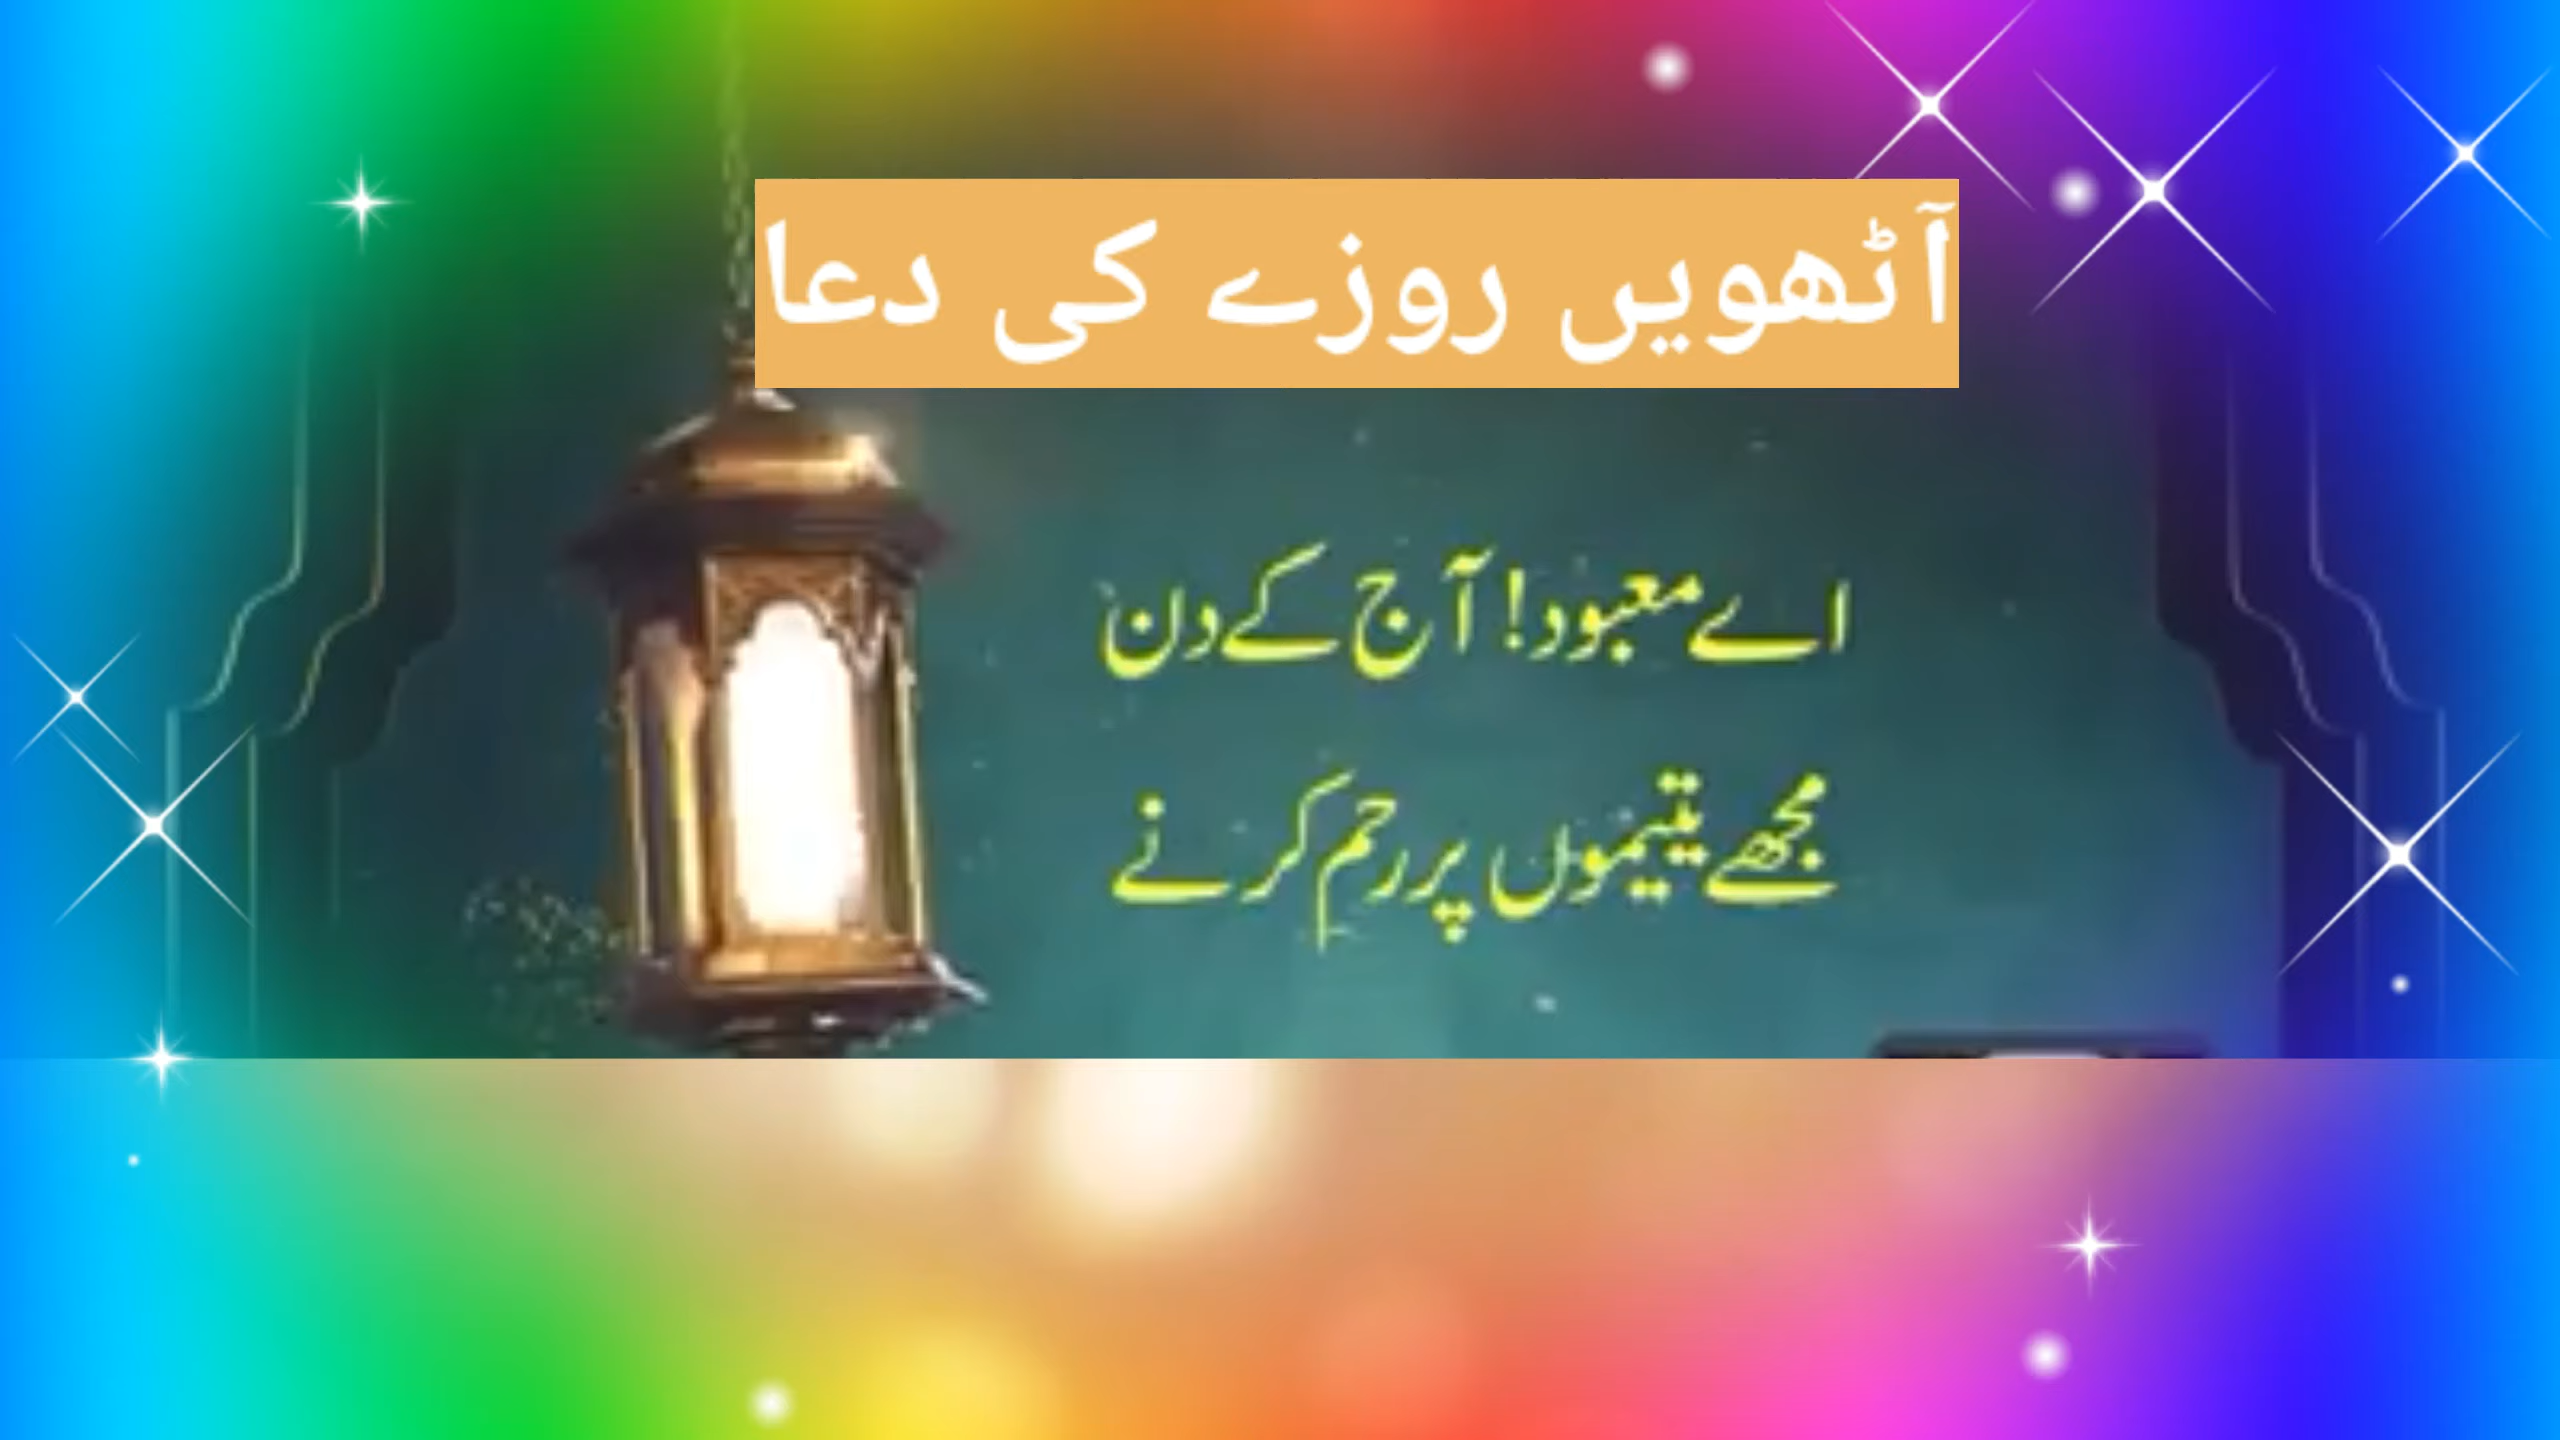 آٹھویں روزے کی دعا
اے معبود! آج کے دن
مجھے یتیموں پر رحم کرنے